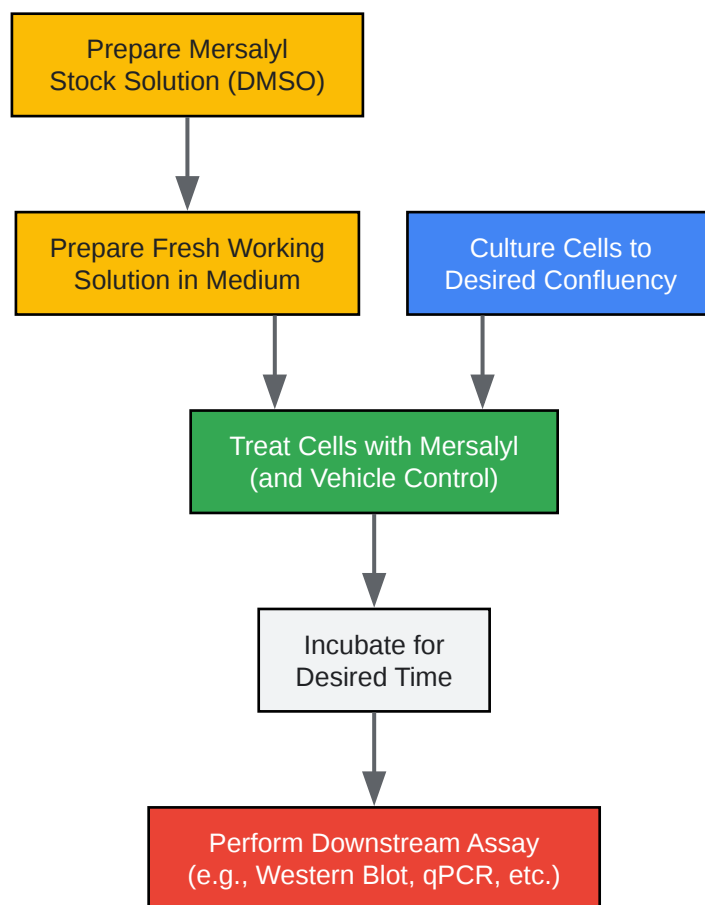 Prepare Mersalyl
Stock Solution (DMSO)
Prepare Fresh Working
Solution in Medium
Culture Cells to
Desired Confluency
Treat Cells with Mersalyl
(and Vehicle Control)
Incubate for
Desired Time
Perform Downstream Assay
(e.g., Western Blot, qPCR, etc.)